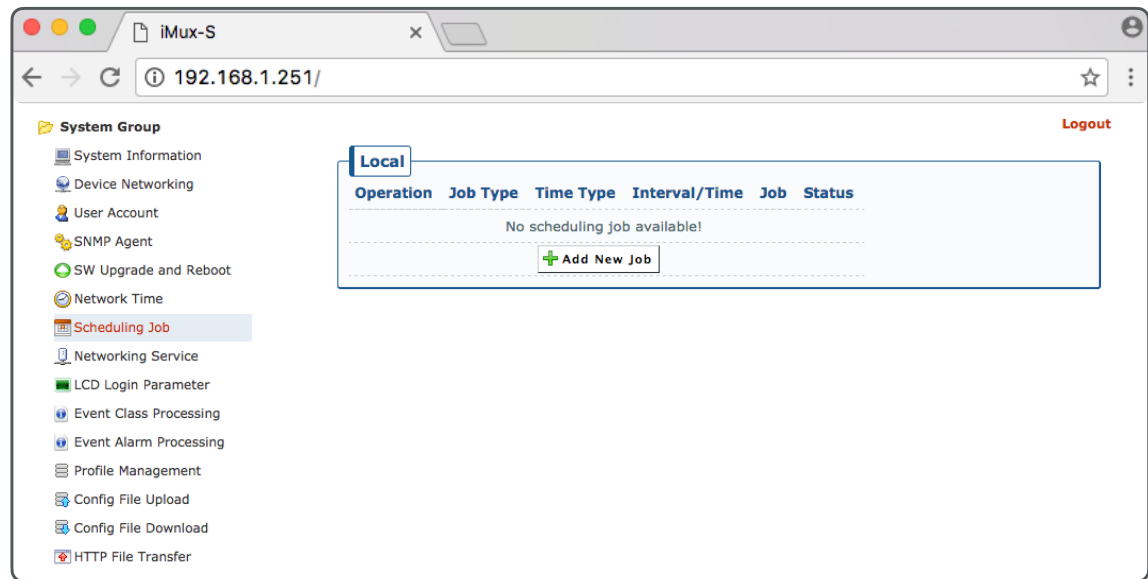 iMux-S
192.168.1.251/
System Group
Logout
System Information
Device Networking
User Account
SNMP Agent
SW Upgrade and Reboot
Network Time
Scheduling Job
Networking Service
LCD Login Parameter
Event Class Processing
Event Alarm Processing
Profile Management
Config File Upload
Config File Download
HTTP File Transfer
Local
Operation Job Type Time Type Interval/Time Job Status
No scheduling job available!
Add New Job